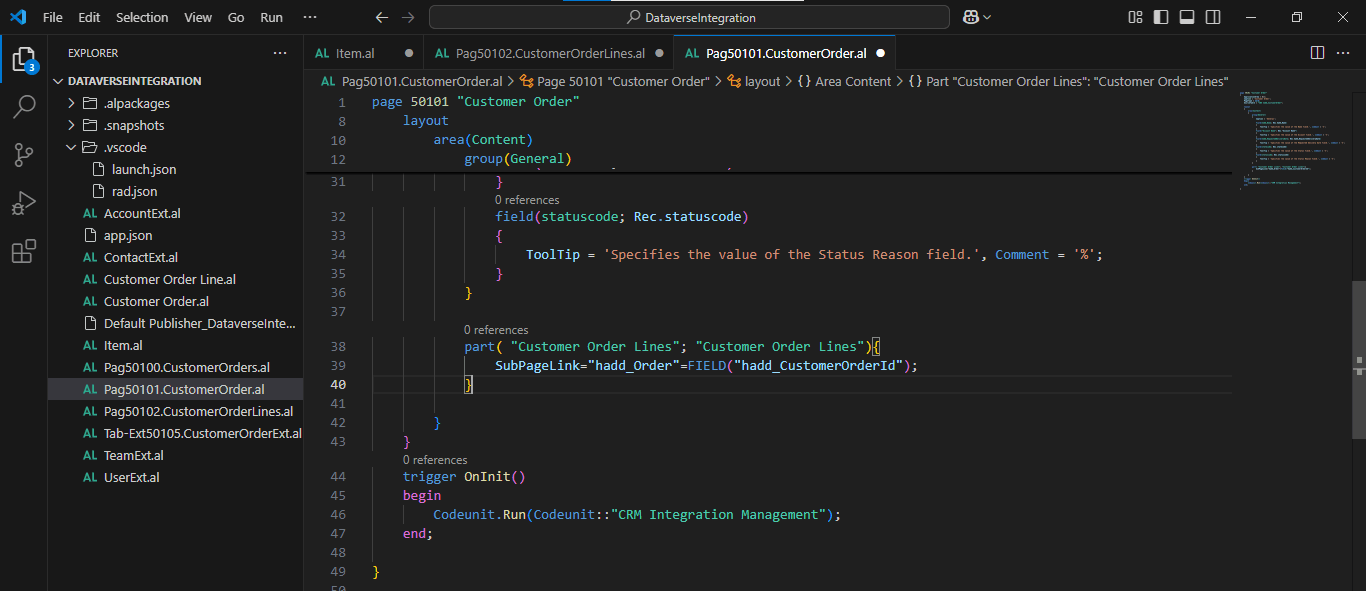 File Edit Selection View Go Run ··· DataverseIntegration
EXPLORER ···
DATAVERSEINTEGRATION
.alpackages
.snapshots
.vscode
launch.json
rad.json
AL AccountExt.al
app.json
AL ContactExt.al
AL Customer Order Line.al
AL Customer Order.al
Default Publisher_DataverseInte...
AL Item.al
AL Pag50100.CustomerOrders.al
AL Pag50101.CustomerOrder.al
AL Pag50102.CustomerOrderLines.al
AL Tab-Ext50105.CustomerOrderExt.al
AL TeamExt.al
AL UserExt.al
3
AL Item.al AL Pag50102.CustomerOrderLines.al AL Pag50101.CustomerOrder.al ···
AL Pag50101.CustomerOrder.al > Page 50101 "Customer Order" > layout > {} Area Content > {} Part "Customer Order Lines": "Customer Order Lines"
1 page 50101 "Customer Order"
8 layout
10 area(Content)
12 group(General)
31 }
0 references
32 field(statuscode; Rec.statuscode)
33 {
34 ToolTip = 'Specifies the value of the Status Reason field.', Comment = '%';
35 }
36 }
37
0 references
38 part( "Customer Order Lines"; "Customer Order Lines"){
39 SubPageLink="hadd_Order"=FIELD("hadd_CustomerOrderId");
40 }
41
42 }
43 }
0 references
44 trigger OnInit()
45 begin
46 Codeunit.Run(Codeunit::"CRM Integration Management");
47 end;
48
49 }
50